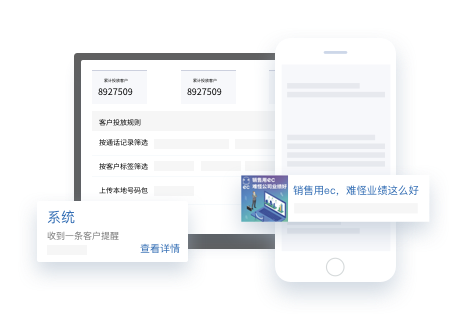 累计投放客户
8927509
累计投放客户
8927509
客户投放规则
按通话记录筛选
按客户标签筛选
上传本地号码包
系统
收到一条客户提醒
查看详情
销售用EC
难怪公司业绩好
销售用ec，难怪业绩这么好